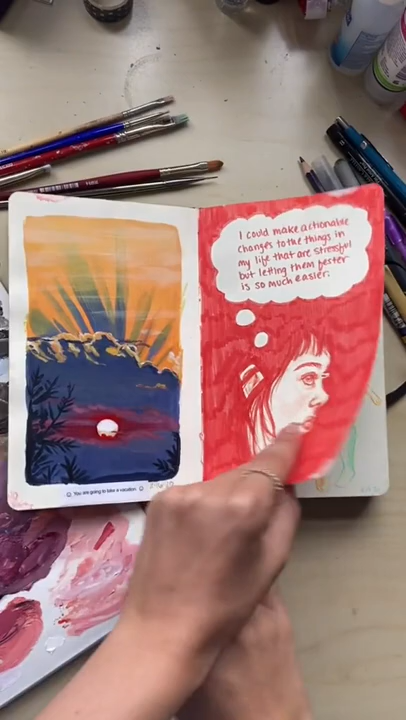 I could make actionable
changes to the things in
my life that are stressful
but letting them fester
is so much easier.
☺ You are going to take a vacation. ☺